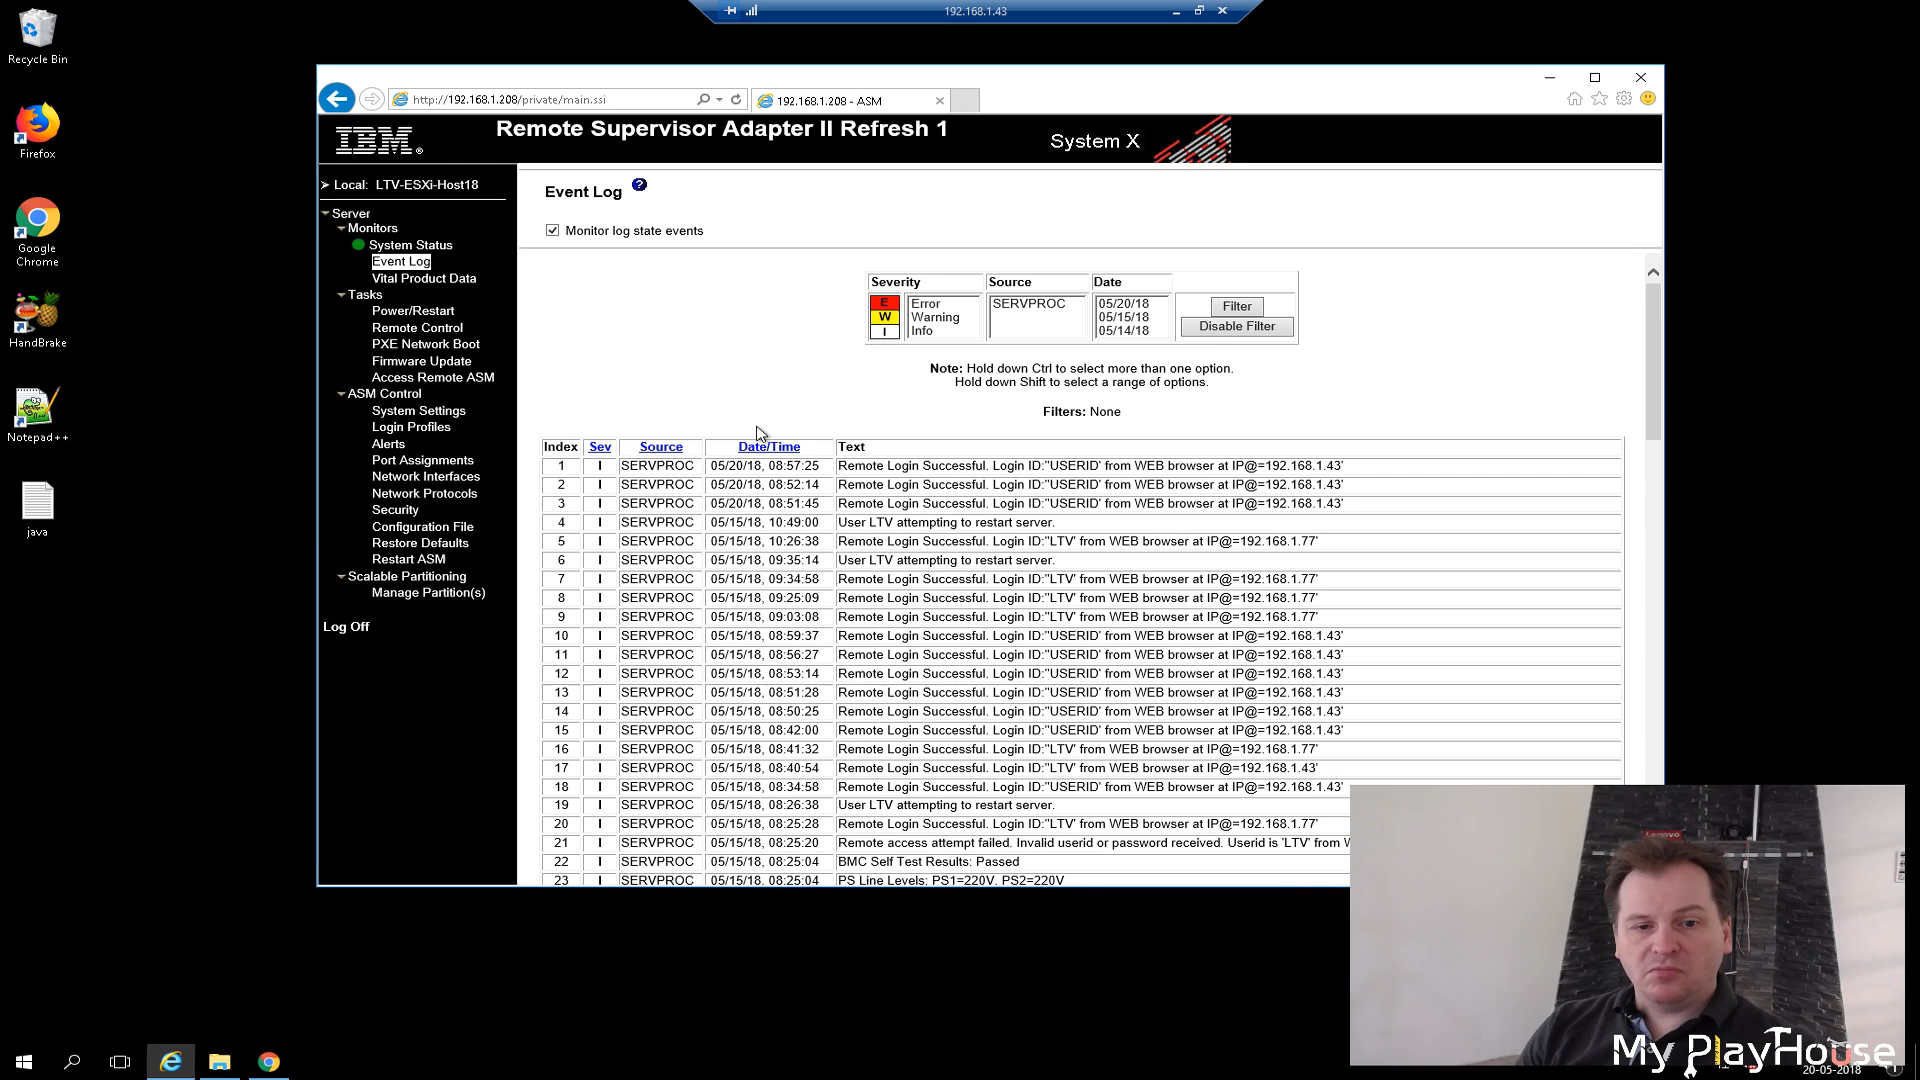 192.168.1.43
Recycle Bin
Firefox
Google
Chrome
HandBrake
Notepad++
java
http://192.168.1.208/private/main.ssi
192.168.1.208 - ASM
IBM®
Remote Supervisor Adapter II Refresh 1
System X
Local: LTV-ESXi-Host18
Server
Monitors
System Status
Event Log
Vital Product Data
Tasks
Power/Restart
Remote Control
PXE Network Boot
Firmware Update
Access Remote ASM
ASM Control
System Settings
Login Profiles
Alerts
Port Assignments
Network Interfaces
Network Protocols
Security
Configuration File
Restore Defaults
Restart ASM
Scalable Partitioning
Manage Partition(s)
Log Off
Event Log ?
Monitor log state events
Severity Source Date
E Error SERVPROC 05/20/18 Filter
W Warning 05/15/18 Disable Filter
I Info 05/14/18
Note: Hold down Ctrl to select more than one option.
Hold down Shift to select a range of options.
Filters: None
Index Sev Source Date/Time Text
1 I SERVPROC 05/20/18, 08:57:25 Remote Login Successful. Login ID:''USERID' from WEB browser at IP@=192.168.1.43'
2 I SERVPROC 05/20/18, 08:52:14 Remote Login Successful. Login ID:''USERID' from WEB browser at IP@=192.168.1.43'
3 I SERVPROC 05/20/18, 08:51:45 Remote Login Successful. Login ID:''USERID' from WEB browser at IP@=192.168.1.43'
4 I SERVPROC 05/15/18, 10:49:00 User LTV attempting to restart server.
5 I SERVPROC 05/15/18, 10:26:38 Remote Login Successful. Login ID:''LTV' from WEB browser at IP@=192.168.1.77'
6 I SERVPROC 05/15/18, 09:35:14 User LTV attempting to restart server.
7 I SERVPROC 05/15/18, 09:34:58 Remote Login Successful. Login ID:''LTV' from WEB browser at IP@=192.168.1.77'
8 I SERVPROC 05/15/18, 09:25:09 Remote Login Successful. Login ID:''LTV' from WEB browser at IP@=192.168.1.77'
9 I SERVPROC 05/15/18, 09:03:08 Remote Login Successful. Login ID:''LTV' from WEB browser at IP@=192.168.1.77'
10 I SERVPROC 05/15/18, 08:59:37 Remote Login Successful. Login ID:''USERID' from WEB browser at IP@=192.168.1.43'
11 I SERVPROC 05/15/18, 08:56:27 Remote Login Successful. Login ID:''USERID' from WEB browser at IP@=192.168.1.43'
12 I SERVPROC 05/15/18, 08:53:14 Remote Login Successful. Login ID:''USERID' from WEB browser at IP@=192.168.1.43'
13 I SERVPROC 05/15/18, 08:51:28 Remote Login Successful. Login ID:''USERID' from WEB browser at IP@=192.168.1.43'
14 I SERVPROC 05/15/18, 08:50:25 Remote Login Successful. Login ID:''USERID' from WEB browser at IP@=192.168.1.43'
15 I SERVPROC 05/15/18, 08:42:00 Remote Login Successful. Login ID:''USERID' from WEB browser at IP@=192.168.1.43'
16 I SERVPROC 05/15/18, 08:41:32 Remote Login Successful. Login ID:''LTV' from WEB browser at IP@=192.168.1.77'
17 I SERVPROC 05/15/18, 08:40:54 Remote Login Successful. Login ID:''LTV' from WEB browser at IP@=192.168.1.43'
18 I SERVPROC 05/15/18, 08:34:58 Remote Login Successful. Login ID:''USERID' from WEB browser at IP@=192.168.1.43'
19 I SERVPROC 05/15/18, 08:26:38 User LTV attempting to restart server.
20 I SERVPROC 05/15/18, 08:25:28 Remote Login Successful. Login ID:''LTV' from WEB browser at IP@=192.168.1.77'
21 I SERVPROC 05/15/18, 08:25:20 Remote access attempt failed. Invalid userid or password received. Userid is 'LTV' from W
22 I SERVPROC 05/15/18, 08:25:04 BMC Self Test Results: Passed
23 I SERVPROC 05/15/18, 08:25:04 PS Line Levels: PS1=220V, PS2=220V
Lenovo
My PlayHouse
20-05-2018